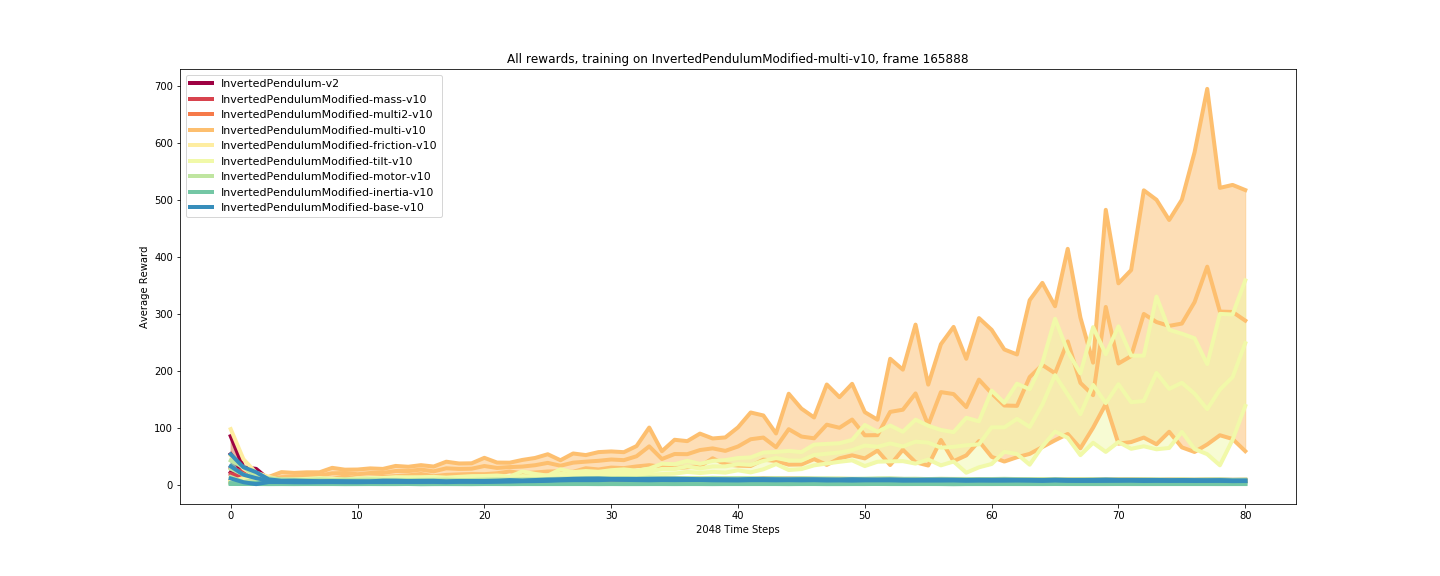 All rewards, training on InvertedPendulumModified-multi-v10, frame 165888
InvertedPendulum-v2
InvertedPendulumModified-mass-v10
InvertedPendulumModified-multi2-v10
InvertedPendulumModified-multi-v10
InvertedPendulumModified-friction-v10
InvertedPendulumModified-tilt-v10
InvertedPendulumModified-motor-v10
InvertedPendulumModified-inertia-v10
InvertedPendulumModified-base-v10
Average Reward
700
600
500
400
300
200
100
0
0 10 20 30 40 50 60 70 80
2048 Time Steps